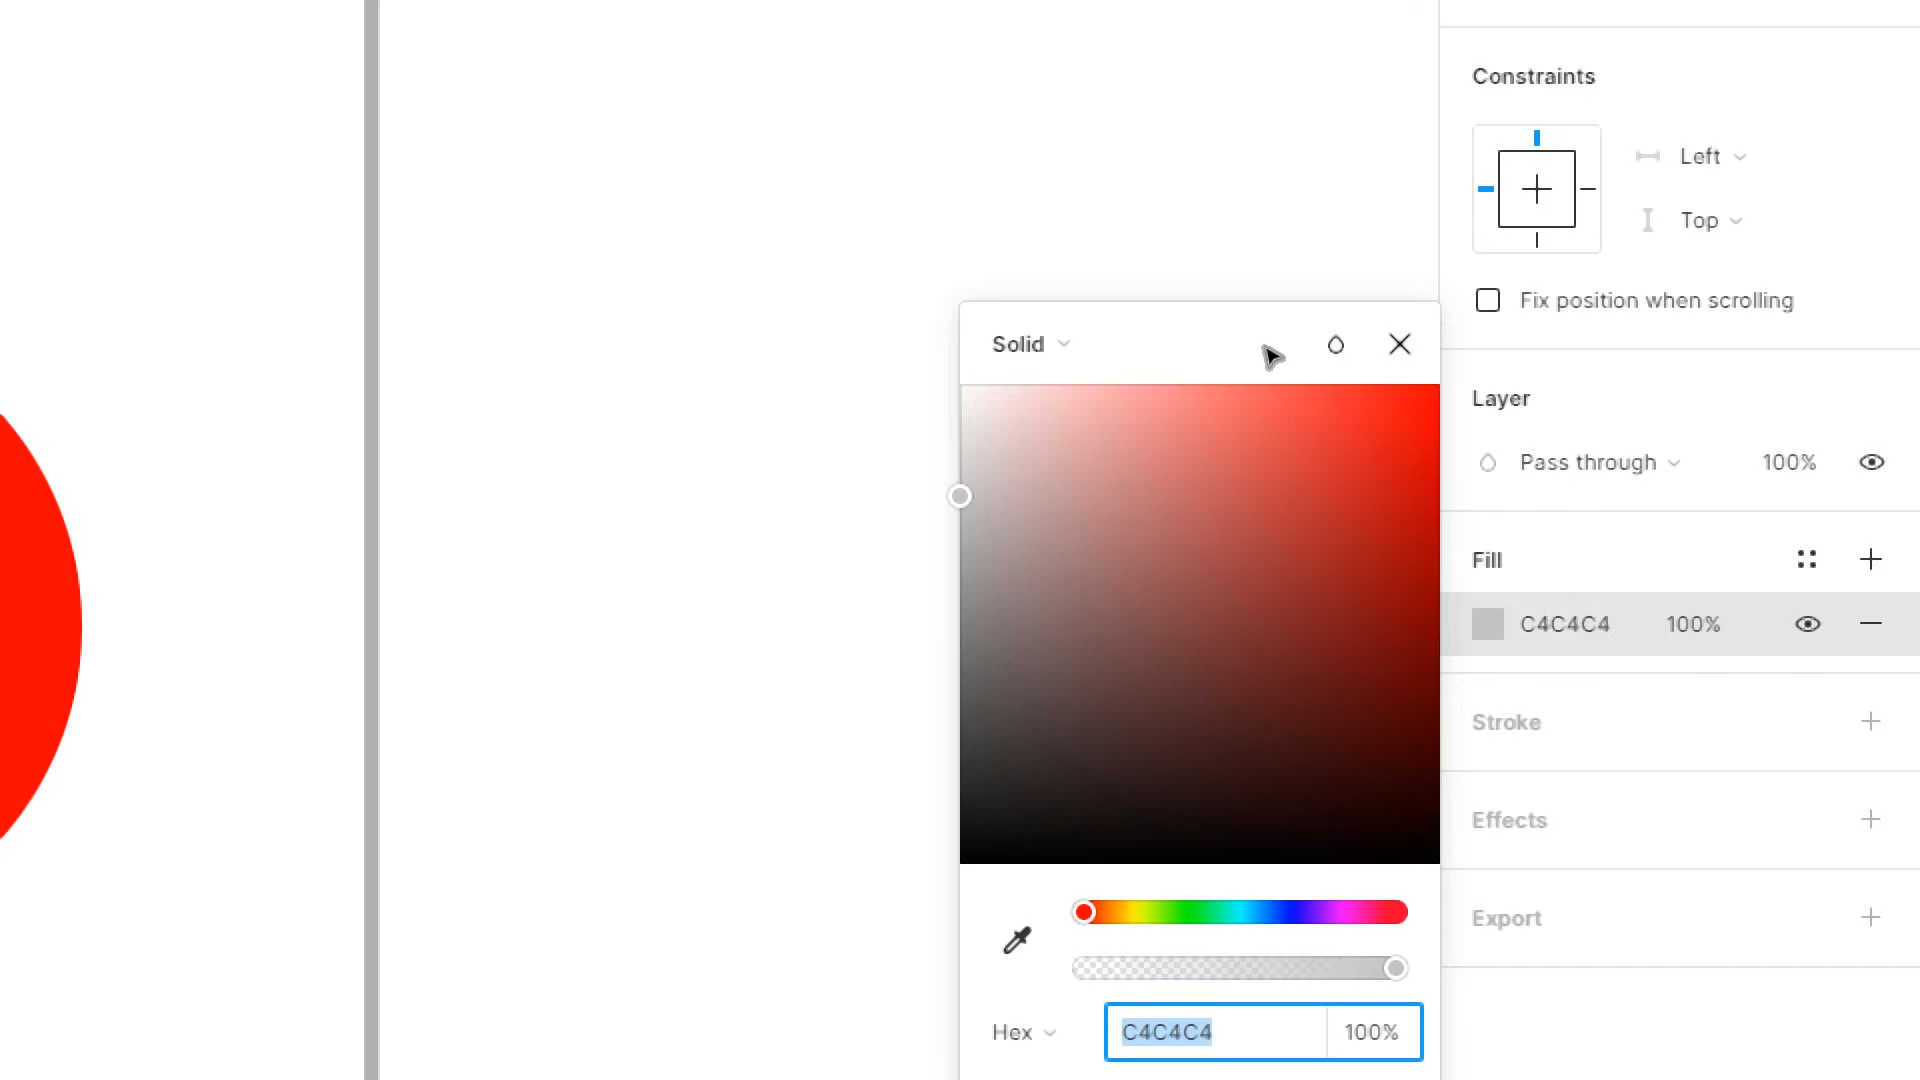 Constraints
Left
Top
Fix position when scrolling
Solid
Layer
Pass through 100%
Fill
C4C4C4 100%
Stroke
Effects
Export
Hex C4C4C4 100%